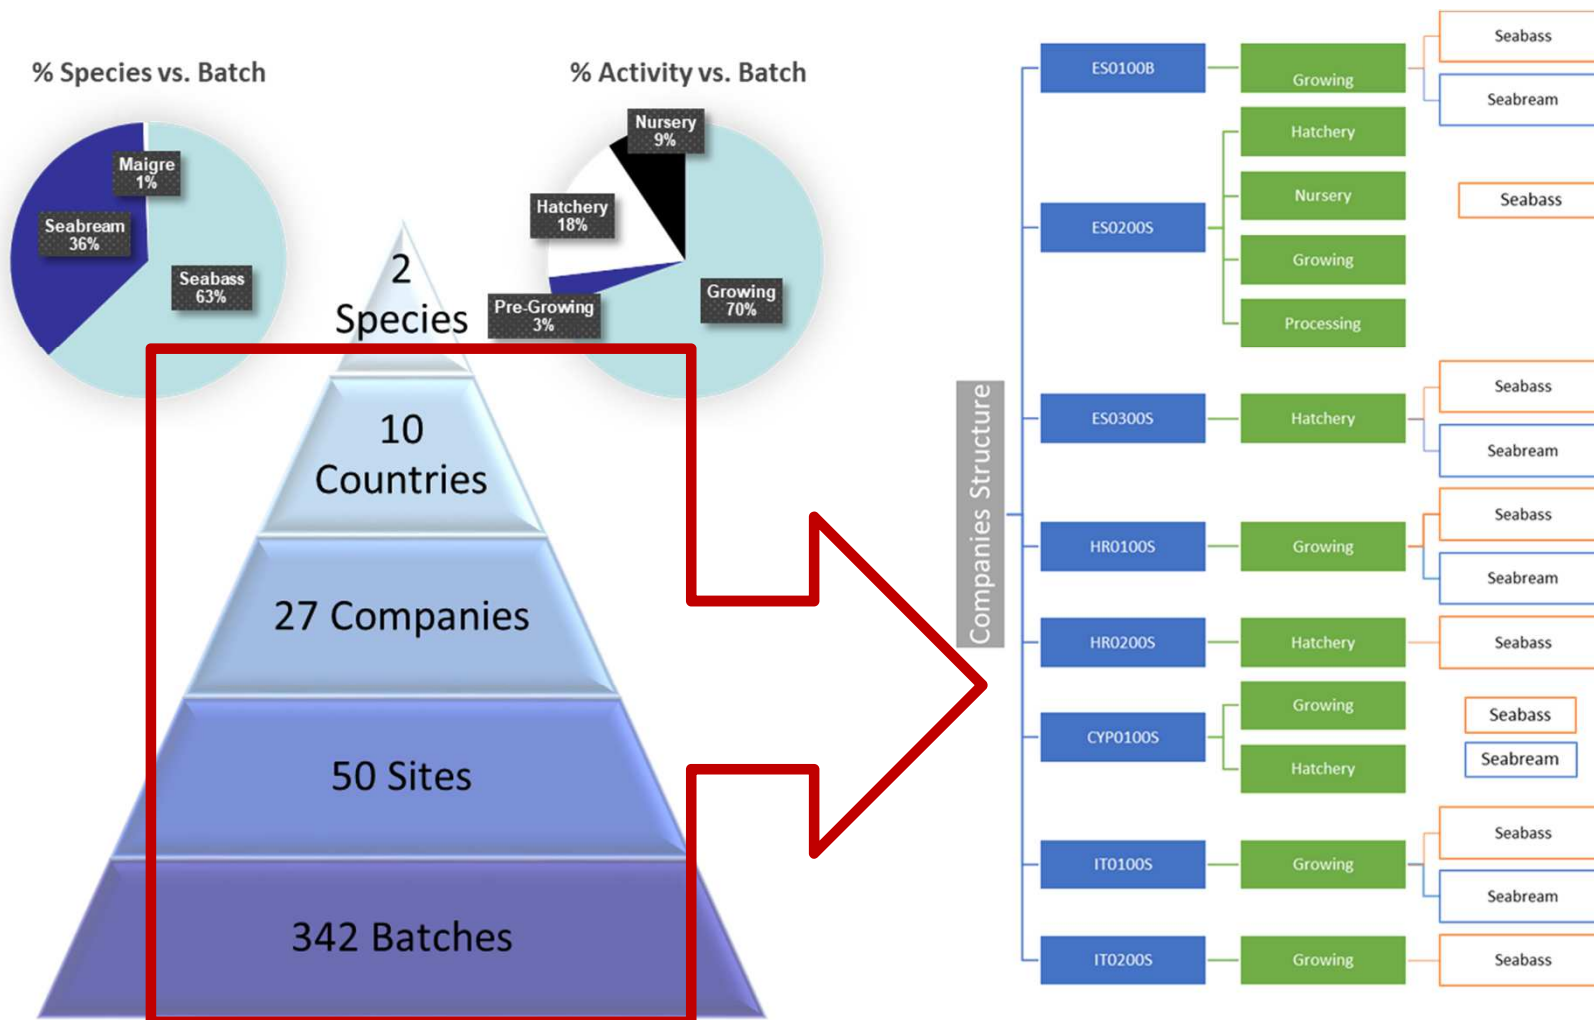 % Species vs. Batch
Maigre
1%
Seabream
36%
Seabass
63%
% Activity vs. Batch
Nursery
9%
Hatchery
18%
Pre-Growing
3%
Growing
70%
2
Species
10
Countries
27 Companies
50 Sites
342 Batches
Companies Structure
ES0100B
Growing
Seabass
Seabream
ES0200S
Hatchery
Nursery
Growing
Processing
Seabass
ES0300S
Hatchery
Seabass
Seabream
HR0100S
Growing
Seabass
Seabream
HR0200S
Hatchery
Seabass
CYP0100S
Growing
Hatchery
Seabass
Seabream
IT0100S
Growing
Seabass
Seabream
IT0200S
Growing
Seabass